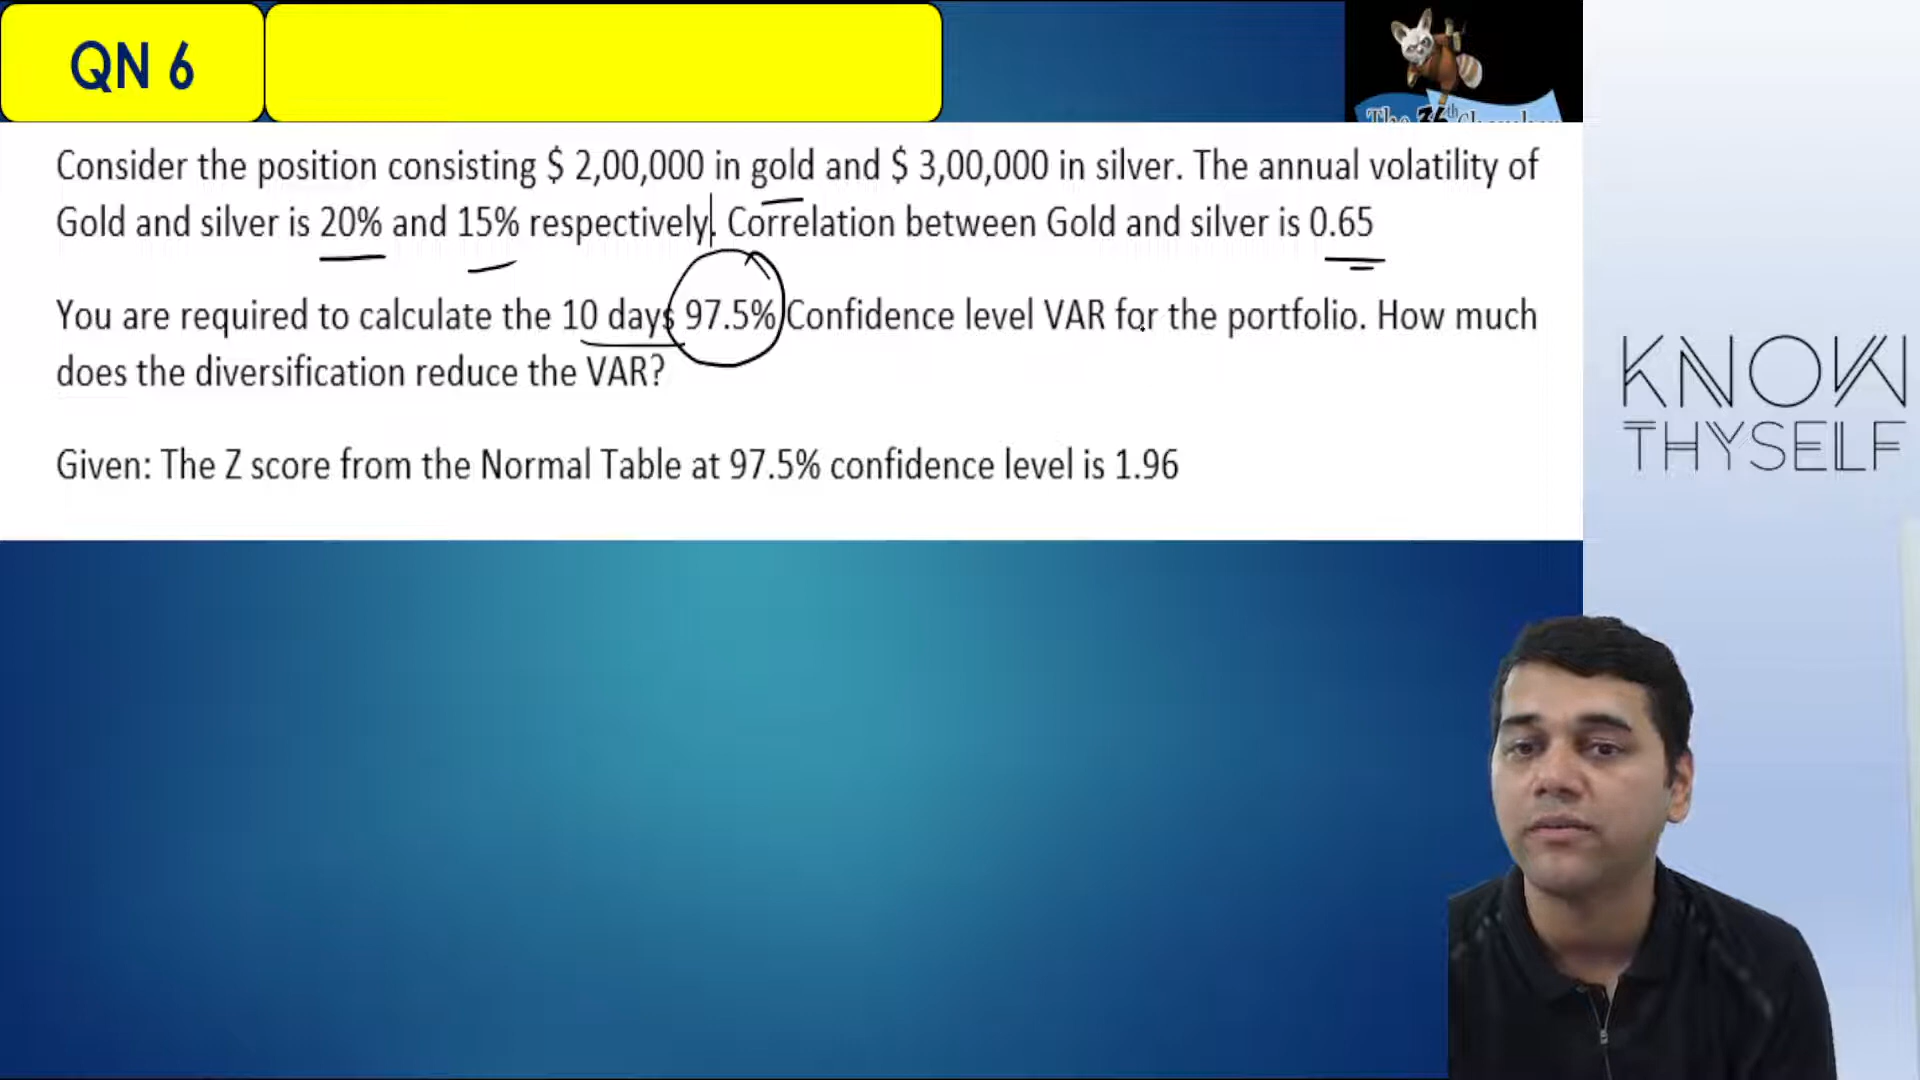 QN 6
The 36th Chamber
Consider the position consisting $ 2,00,000 in gold and $ 3,00,000 in silver. The annual volatility of
Gold and silver is 20% and 15% respectively. Correlation between Gold and silver is 0.65
You are required to calculate the 10 days 97.5% Confidence level VAR for the portfolio. How much
does the diversification reduce the VAR?
Given: The Z score from the Normal Table at 97.5% confidence level is 1.96
KNOW
THYSELF